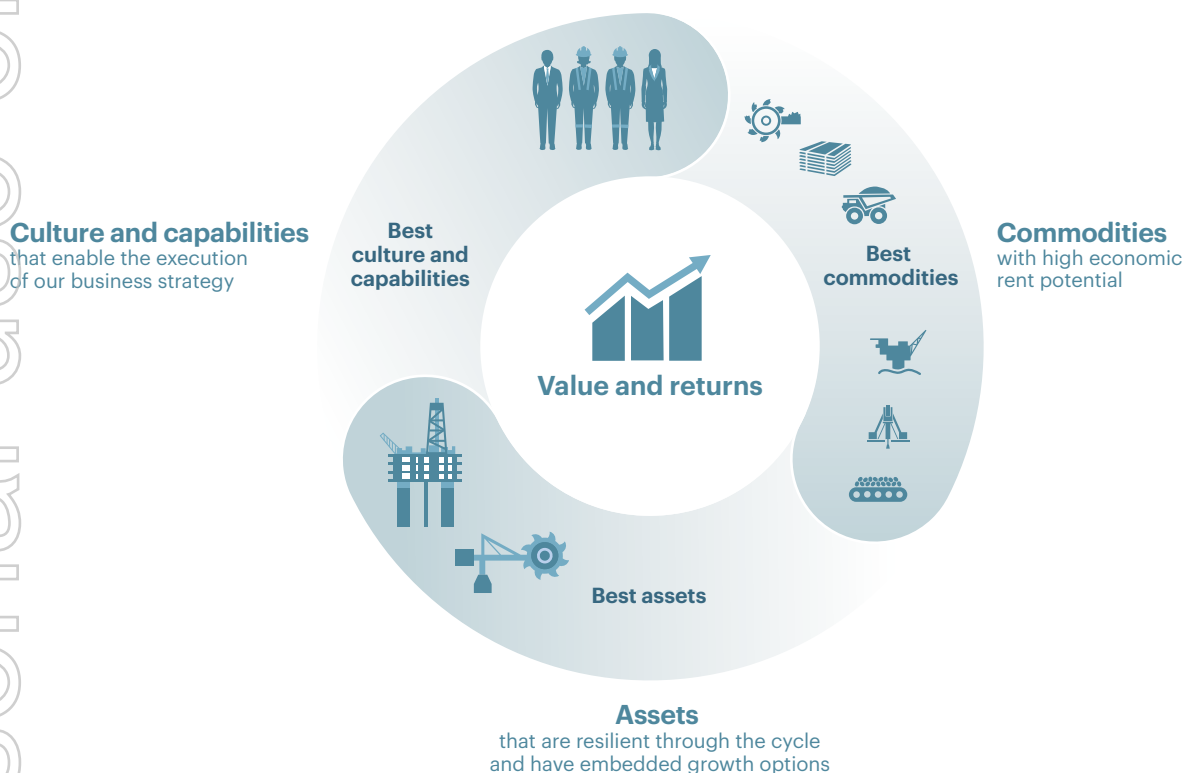 Culture and capabilities
that enable the execution
of our business strategy
Best
culture and
capabilities
Value and returns
Best
commodities
Commodities
with high economic
rent potential
Best assets
Assets
that are resilient through the cycle
and have embedded growth options